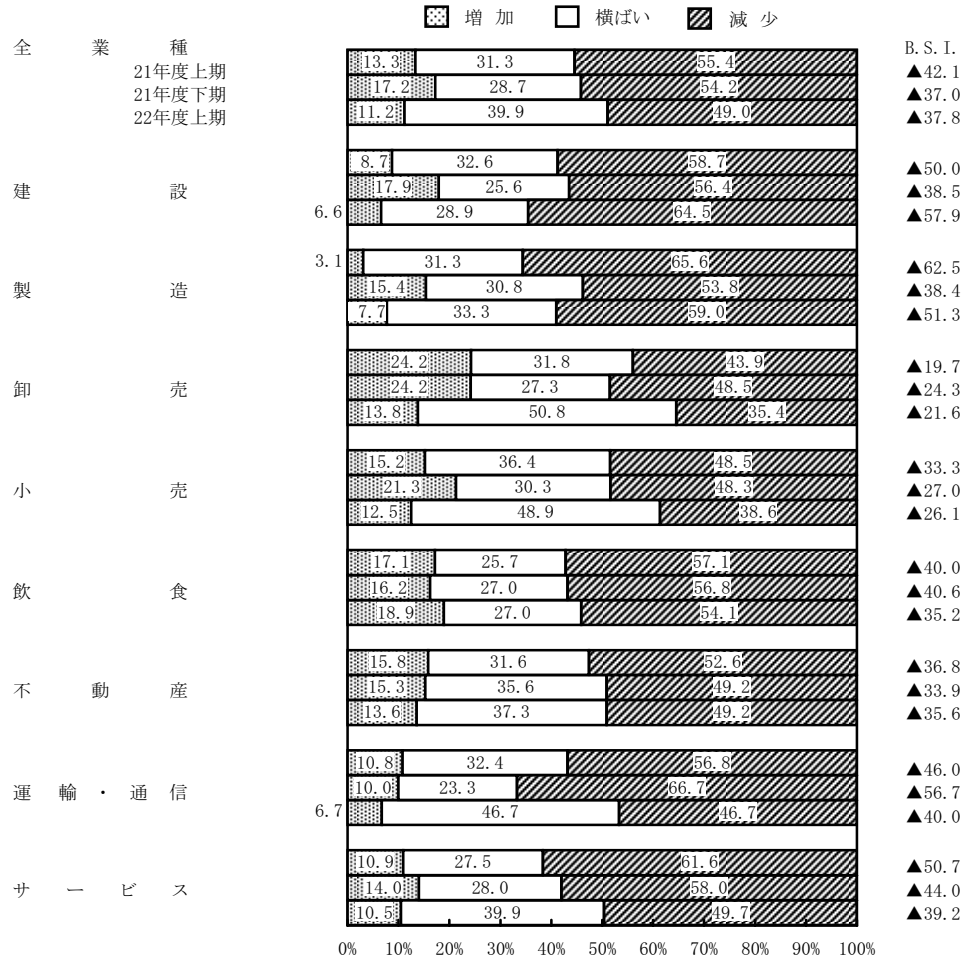 増 加 横ばい 減 少
全 業 種 B.S.I.
21年度上期 13.3 31.3 55.4 ▲42.1
21年度下期 17.2 28.7 54.2 ▲37.0
22年度上期 11.2 39.9 49.0 ▲37.8
8.7 32.6 58.7 ▲50.0
建 設 17.9 25.6 56.4 ▲38.5
6.6 28.9 64.5 ▲57.9
3.1 31.3 65.6 ▲62.5
製 造 15.4 30.8 53.8 ▲38.4
7.7 33.3 59.0 ▲51.3
24.2 31.8 43.9 ▲19.7
卸 売 24.2 27.3 48.5 ▲24.3
13.8 50.8 35.4 ▲21.6
15.2 36.4 48.5 ▲33.3
小 売 21.3 30.3 48.3 ▲27.0
12.5 48.9 38.6 ▲26.1
17.1 25.7 57.1 ▲40.0
飲 食 16.2 27.0 56.8 ▲40.6
18.9 27.0 54.1 ▲35.2
15.8 31.6 52.6 ▲36.8
不 動 産 15.3 35.6 49.2 ▲33.9
13.6 37.3 49.2 ▲35.6
10.8 32.4 56.8 ▲46.0
運 輸 ・ 通 信 10.0 23.3 66.7 ▲56.7
6.7 46.7 46.7 ▲40.0
10.9 27.5 61.6 ▲50.7
サ ー ビ ス 14.0 28.0 58.0 ▲44.0
10.5 39.9 49.7 ▲39.2
0% 10% 20% 30% 40% 50% 60% 70% 80% 90% 100%